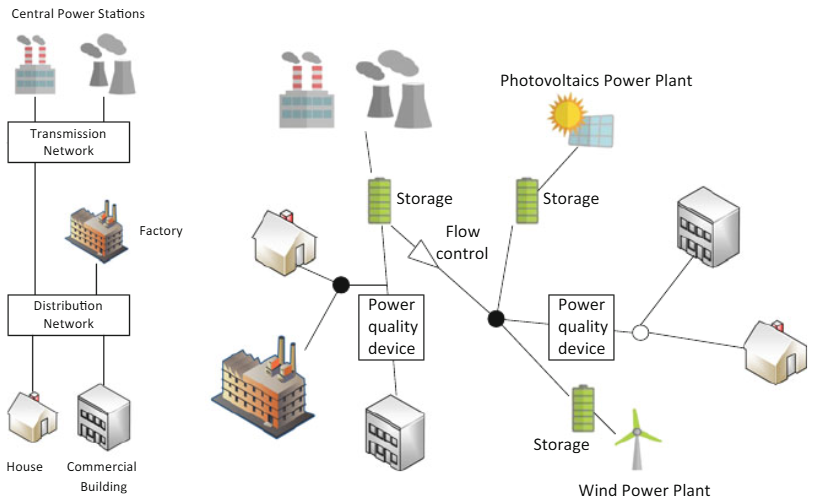 Central Power Stations
Transmission
Network
Factory
Distribution
Network
House
Commercial
Building
Photovoltaics Power Plant
Storage
Storage
Flow
control
Power
quality
device
Power
quality
device
Storage
Wind Power Plant